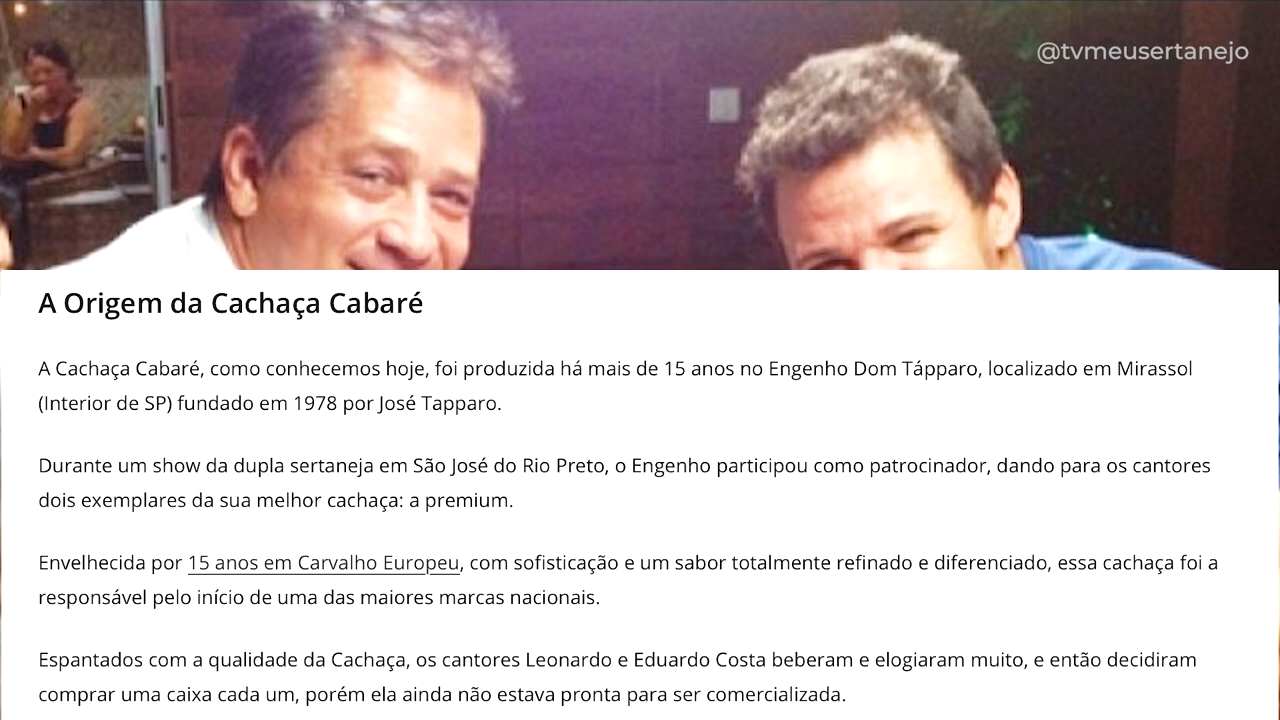 @tvmeusertanejo
A Origem da Cachaça Cabaré
A Cachaça Cabaré, como conhecemos hoje, foi produzida há mais de 15 anos no Engenho Dom Tápparo, localizado em Mirassol
(Interior de SP) fundado em 1978 por José Tapparo.
Durante um show da dupla sertaneja em São José do Rio Preto, o Engenho participou como patrocinador, dando para os cantores
dois exemplares da sua melhor cachaça: a premium.
Envelhecida por 15 anos em Carvalho Europeu, com sofisticação e um sabor totalmente refinado e diferenciado, essa cachaça foi a
responsável pelo início de uma das maiores marcas nacionais.
Espantados com a qualidade da Cachaça, os cantores Leonardo e Eduardo Costa beberam e elogiaram muito, e então decidiram
comprar uma caixa cada um, porém ela ainda não estava pronta para ser comercializada.